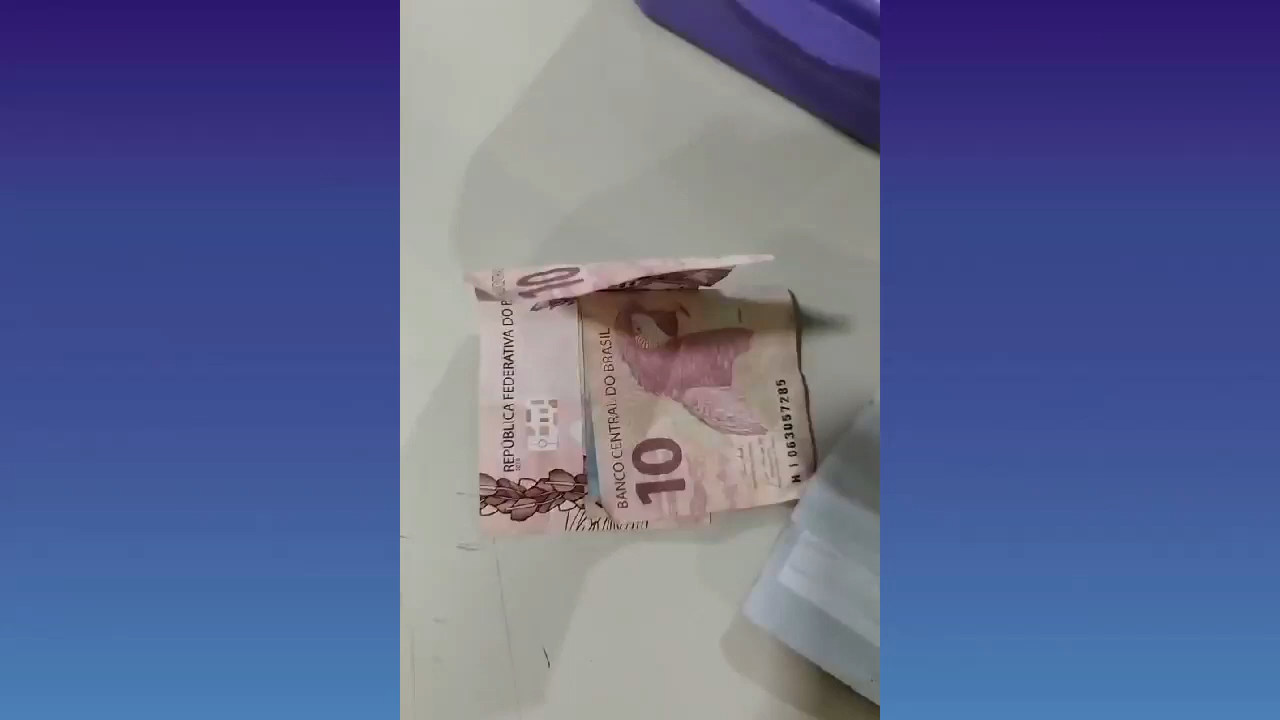 10
REPÚBLICA FEDERATIVA DO
BANCO CENTRAL DO BRASIL
10
063057285